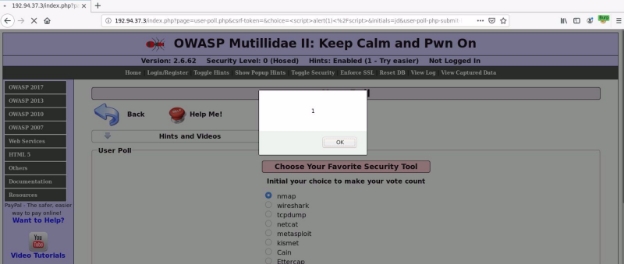 192.94.37.3/index.php?p
192.94.37.3/index.php?page=user-poll.php&csrf-token=&choice=<script>alert(1)<%2Fscript>&initials=jd&user-poll-php-submit
OWASP Mutillidae II: Keep Calm and Pwn On
Version: 2.6.62 Security Level: 0 (Hosed) Hints: Enabled (1 - Try easier) Not Logged In
Home Login/Register Toggle Hints Show Popup Hints Toggle Security Enforce SSL Reset DB View Log View Captured Data
OWASP 2017
OWASP 2013
OWASP 2010
OWASP 2007
Web Services
HTML 5
Others
Documentation
Resources
PayPal - The safer, easier
way to pay online!
Want to Help?
You
Tube
Video Tutorials
Back
Help Me!
Hints and Videos
1
OK
User Poll
Choose Your Favorite Security Tool
Initial your choice to make your vote count
nmap
wireshark
tcpdump
netcat
metasploit
kismet
Cain
Ettercap